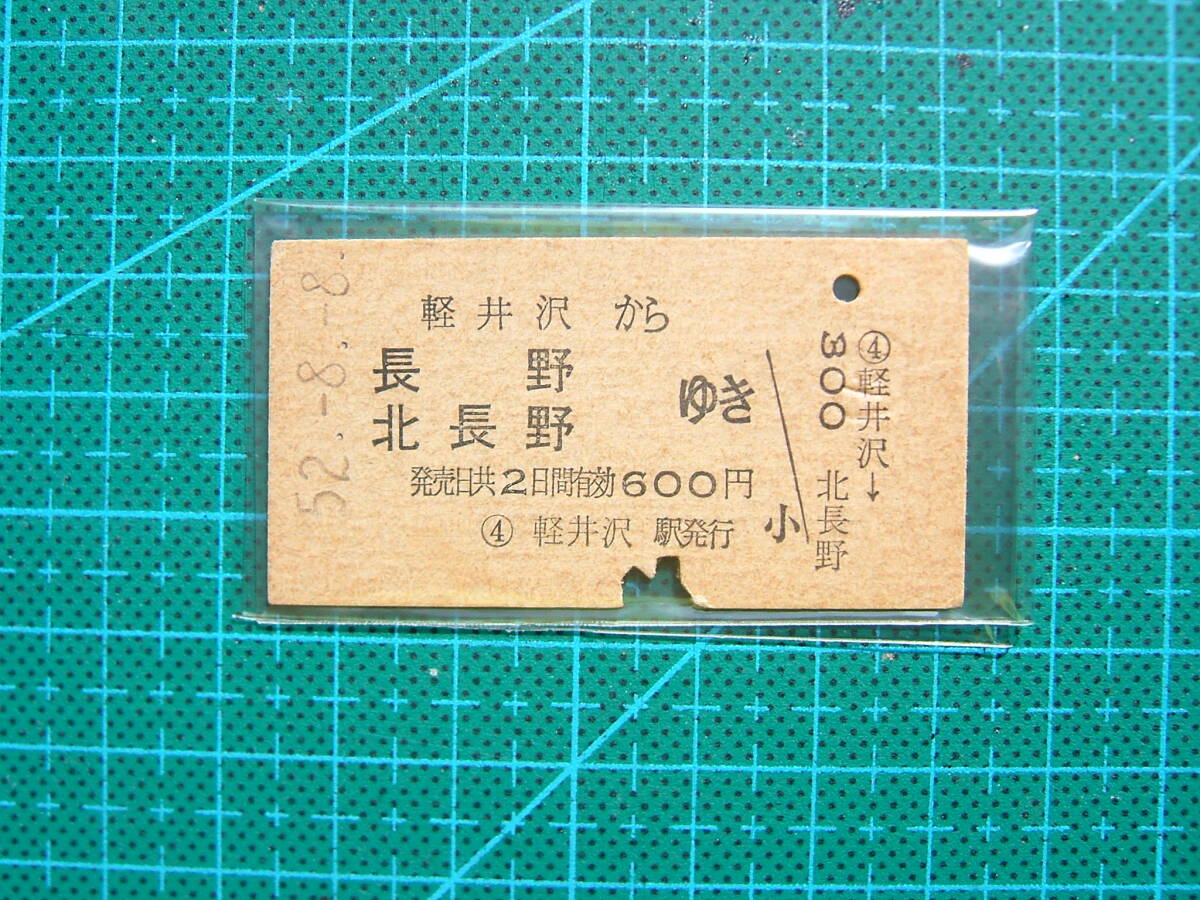 52.-8.-8.
軽井沢から
長野
北長野
ゆき
発売日共2日間有効600円
④ 軽井沢 駅発行
小
④軽井沢→
300 北長野